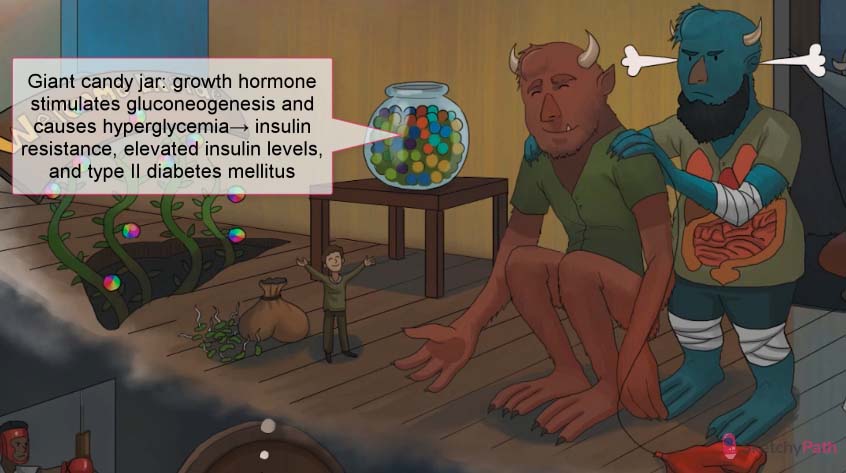 Giant candy jar: growth hormone
stimulates gluconeogenesis and
causes hyperglycemia→ insulin
resistance, elevated insulin levels,
and type II diabetes mellitus
SketchyPath